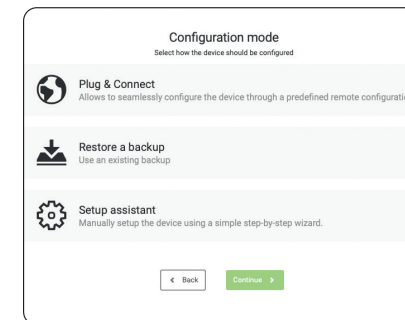 Configuration mode
Select how the device should be configured
Plug & Connect
Allows to seamlessly configure the device through a predefined remote
Restore a backup
Use an existing backup
Setup assistant
Manually setup the device using a simple step-by-step wizard.
Back
Continue